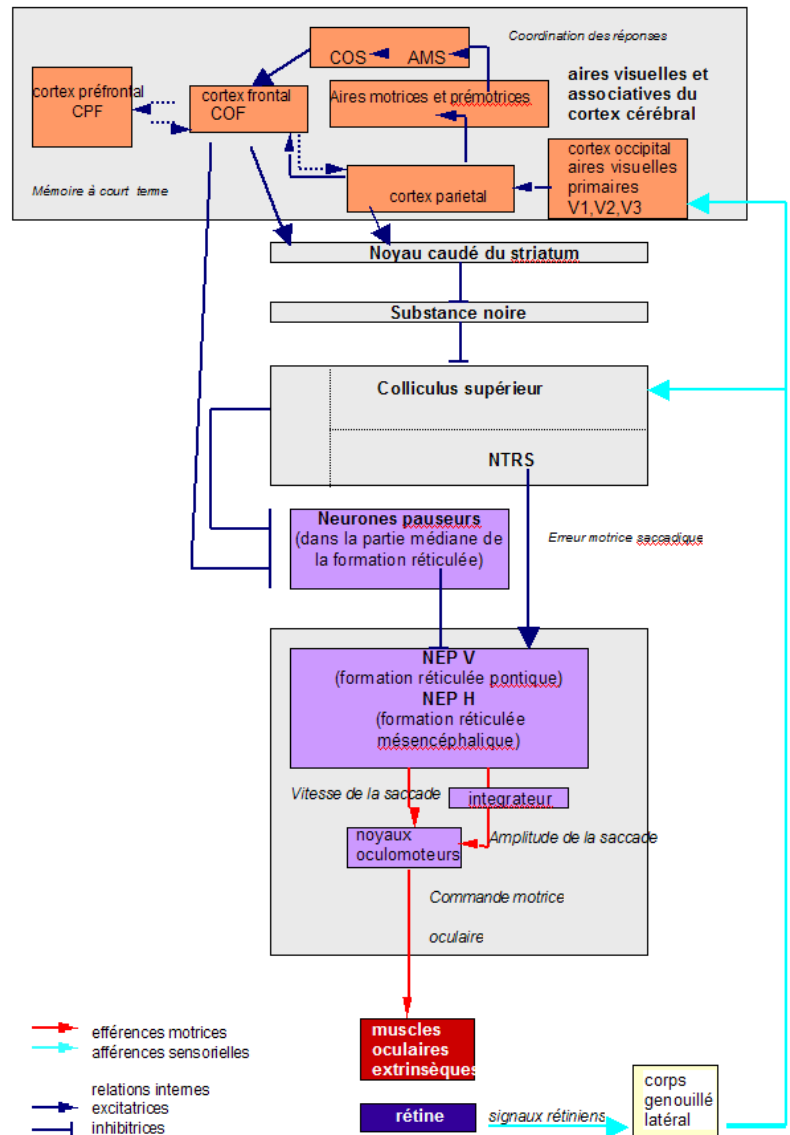 Coordination des réponses
COS AMS
aires visuelles et
associatives du
cortex cérébral
cortex préfrontal
CPF
cortex frontal
COF
Aires motrices et prémotrices
cortex occipital
aires visuelles
primaires
V1,V2,V3
cortex parietal
Mémoire à court terme
Noyau caudé du striatum
Substance noire
Colliculus supérieur
NTRS
Neurones pauseurs
(dans la partie médiane de
la formation réticulée)
Erreur motrice saccadique
NEP V
(formation réticulée pontique)
NEP H
(formation réticulée
mésencéphalique)
Vitesse de la saccade
integrateur
noyaux
oculomoteurs
Amplitude de la saccade
Commande motrice
oculaire
muscles
oculaires
extrinsèques
efférences motrices
afférences sensorielles
relations internes
excitatrices
inhibitrices
rétine
signaux rétiniens
corps
genouillé
latéral